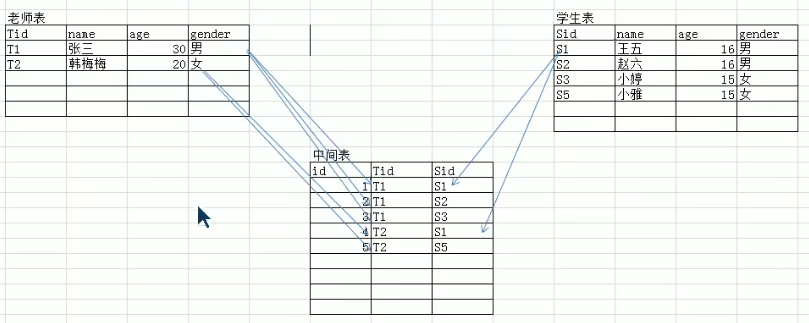 老师表
Tid name age gender
T1 张三 30 男
T2 韩梅梅 20 女
学生表
Sid name age gender
S1 王五 16 男
S2 赵六 16 男
S3 小婷 15 女
S5 小雅 15 女
中间表
id Tid Sid
1 T1 S1
2 T1 S2
3 T1 S3
4 T2 S1
5 T2 S5